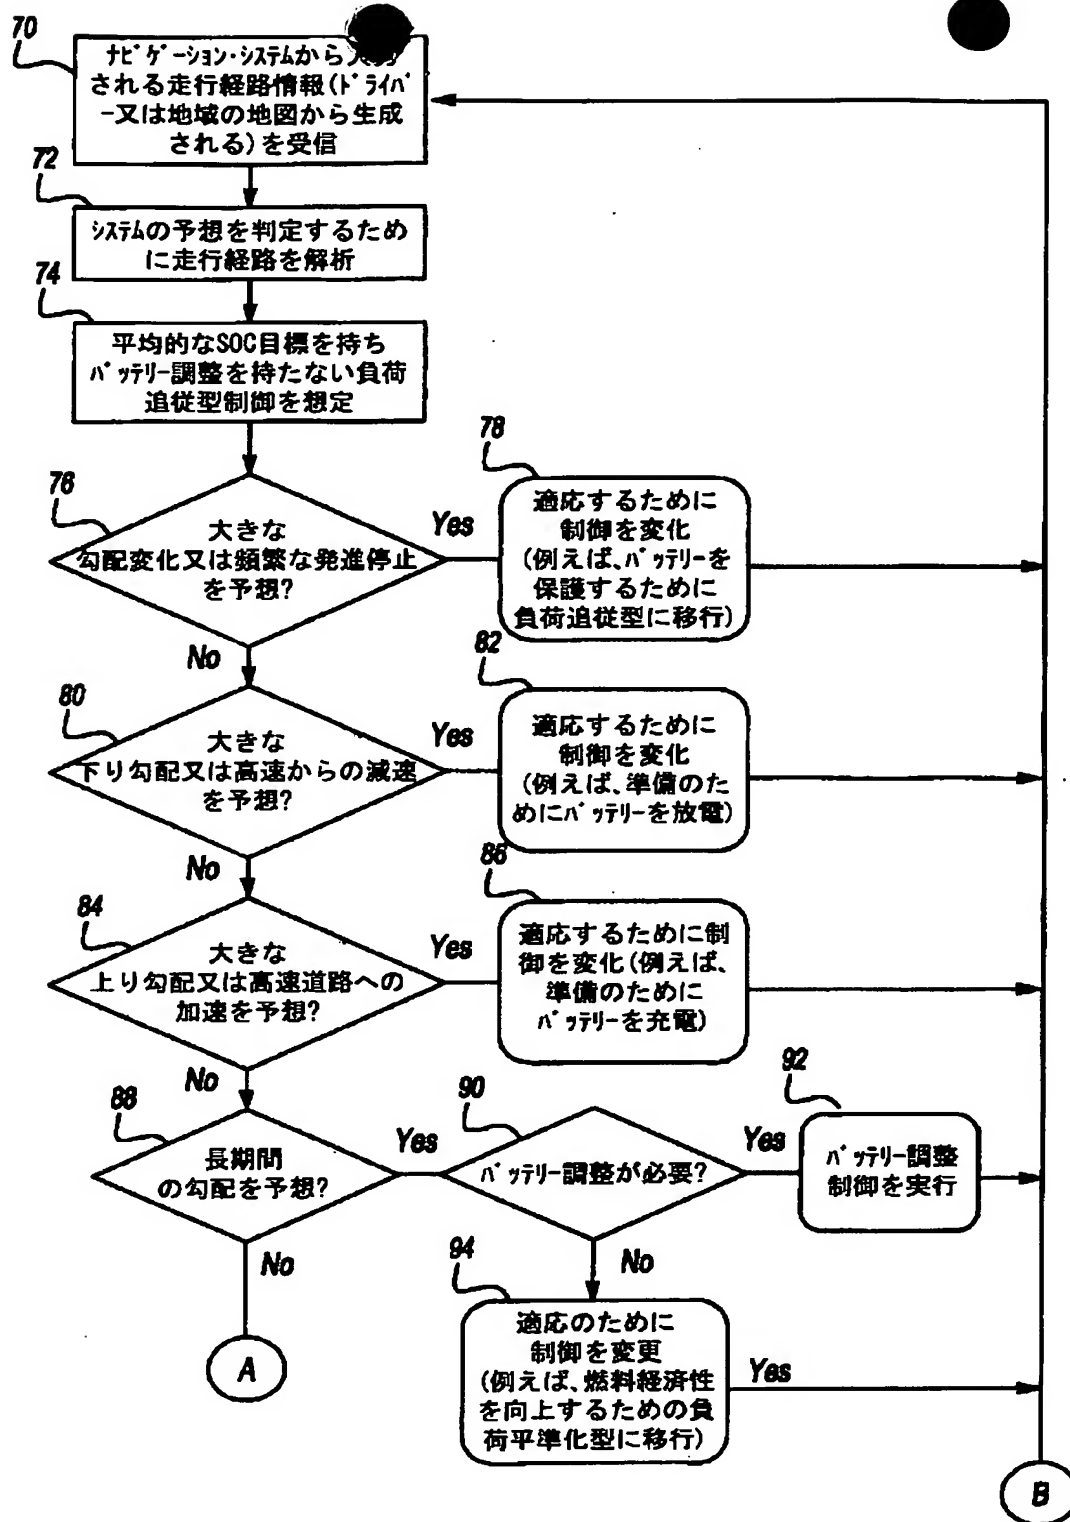 70
ナビゲーション・システムから
される走行経路情報(ドライバ
ー又は地域の地図から生成
される)を受信
72
システムの予想を判定するため
に走行経路を解析
74
平均的なSOC目標を持ち
バッテリー調整を持たない負荷
追従型制御を想定
76
大きな
勾配変化又は頻繁な発進停止
を予想?
Yes
No
78
適応するために
制御を変化
(例えば、バッテリーを
保護するために
負荷追従型に移行)
80
大きな
下り勾配又は高速からの減速
を予想?
Yes
No
82
適応するために
制御を変化
(例えば、準備のた
めにバッテリーを放電)
84
大きな
上り勾配又は高速道路への
加速を予想?
Yes
No
86
適応するために制
御を変化(例えば、
準備のために
バッテリーを充電)
88
長期間
の勾配を予想?
Yes
No
90
バッテリー調整が必要?
Yes
No
92
バッテリー調整
制御を実行
94
適応のために
制御を変更
(例えば、燃料経済性
を向上するための負
荷平準化型に移行)
Yes
A
B